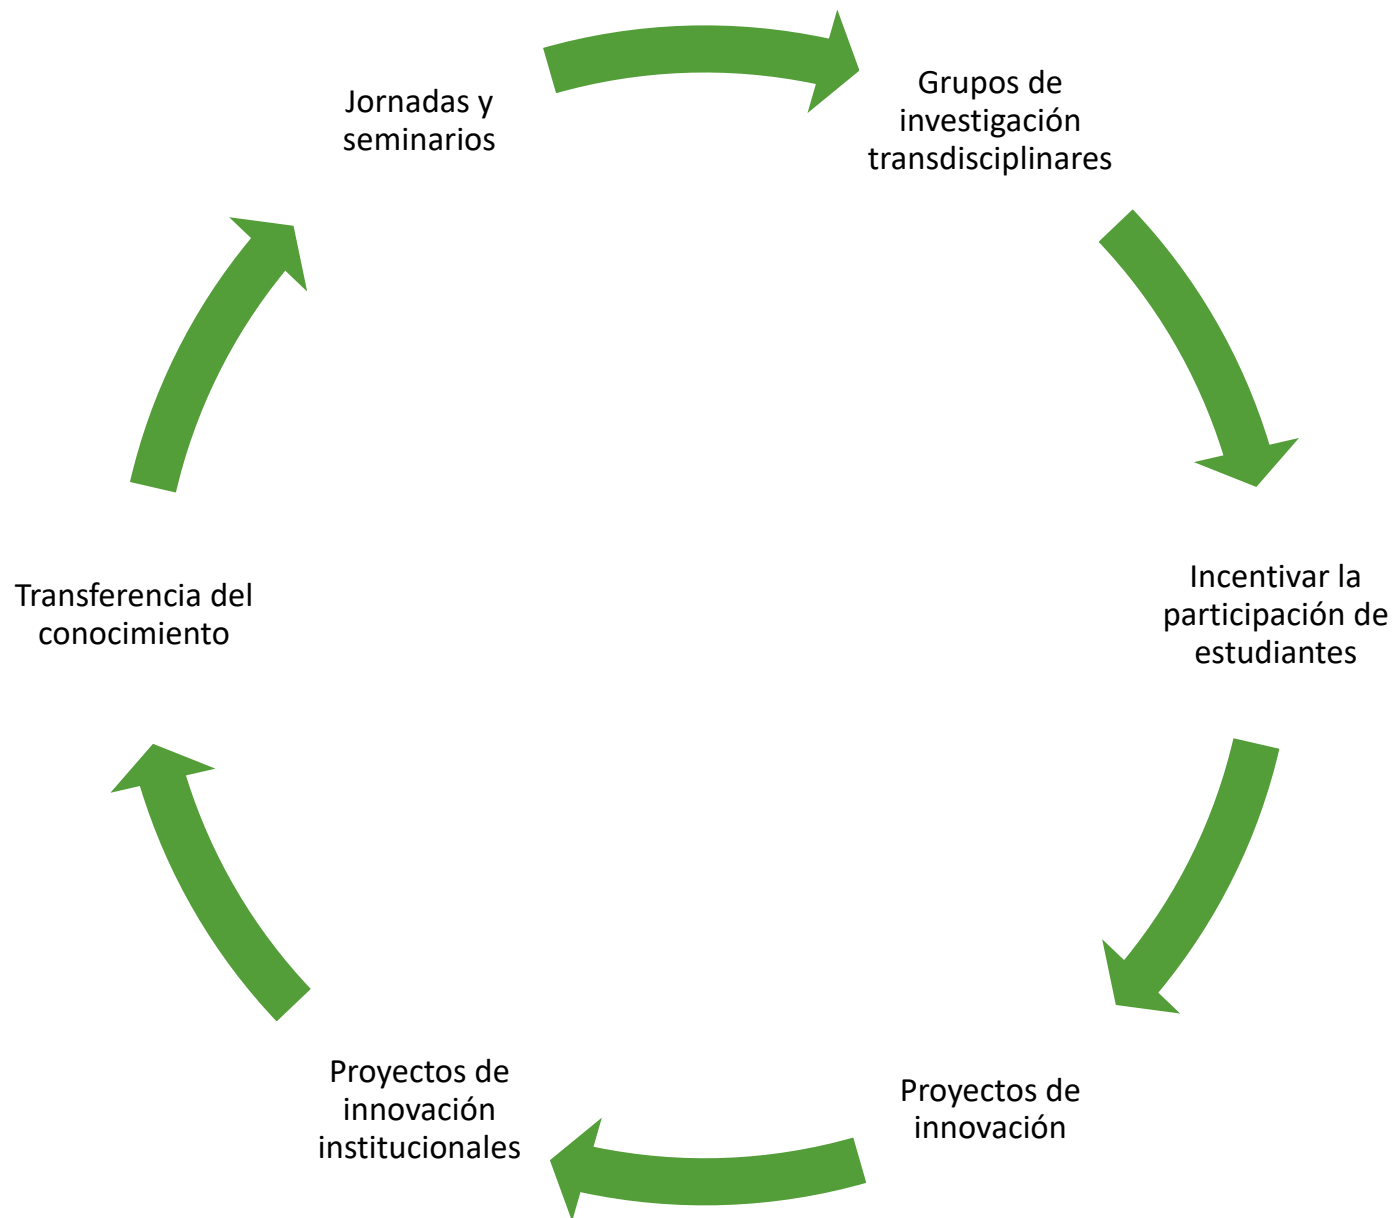 Jornadas y
seminarios
Grupos de
investigación
transdisciplinares
Incentivar la
participación de
estudiantes
Proyectos de
innovación
Proyectos de
innovación
institucionales
Transferencia del
conocimiento